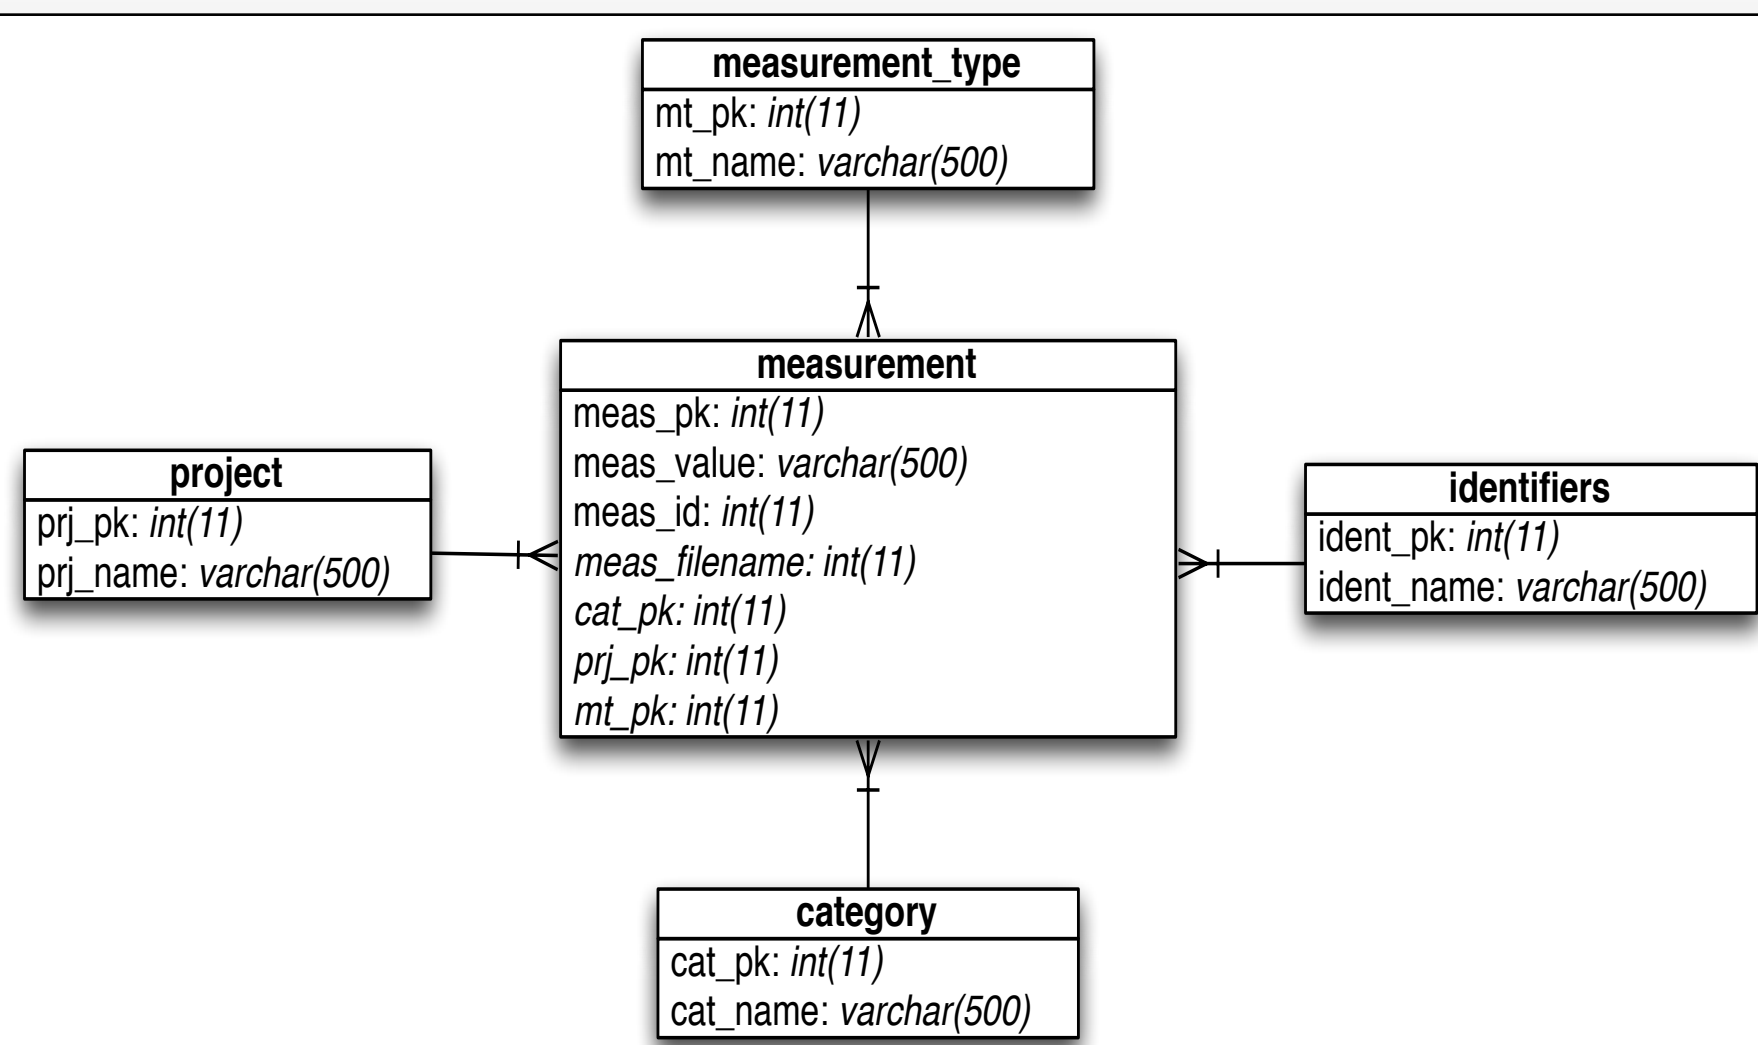 measurement_type
mt_pk: int(11)
mt_name: varchar(500)
measurement
meas_pk: int(11)
meas_value: varchar(500)
meas_id: int(11)
meas_filename: int(11)
cat_pk: int(11)
prj_pk: int(11)
mt_pk: int(11)
project
prj_pk: int(11)
prj_name: varchar(500)
identifiers
ident_pk: int(11)
ident_name: varchar(500)
category
cat_pk: int(11)
cat_name: varchar(500)